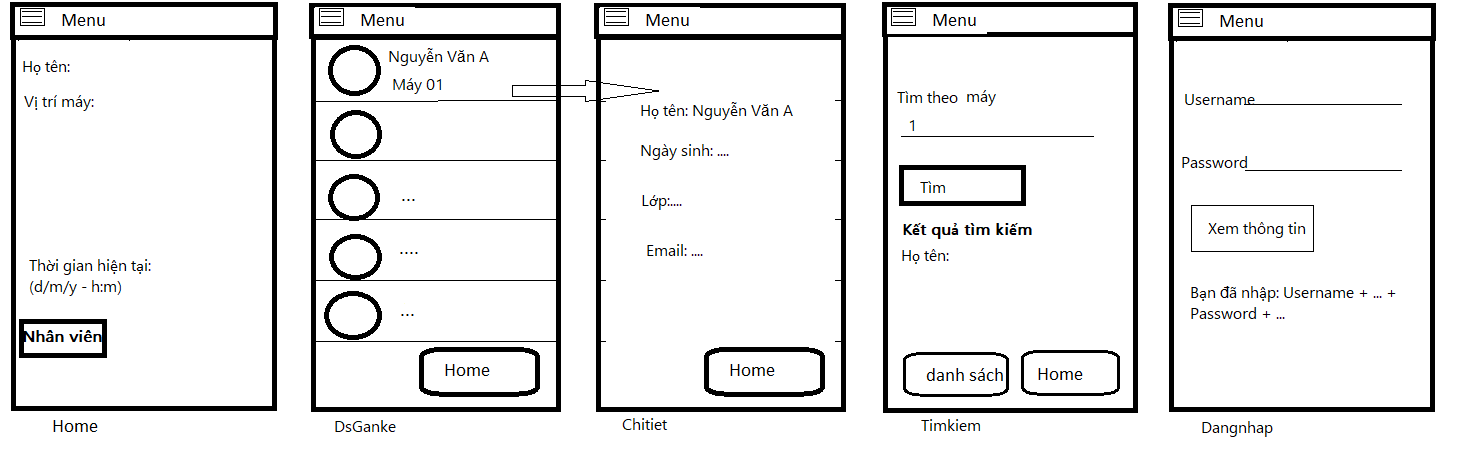 Menu
Họ tên:
Vị trí máy:
Thời gian hiện tại:
(d/m/y - h:m)
Nhân viên
Home
Menu
Nguyễn Văn A
Máy 01
...
....
...
Home
DsGanke
Menu
Họ tên: Nguyễn Văn A
Ngày sinh: ....
Lớp:....
Email: ....
Home
Chitiet
Menu
Tìm theo máy
1
Tìm
Kết quả tìm kiếm
Họ tên:
danh sách
Home
Timkiem
Menu
Username
Password
Xem thông tin
Bạn đã nhập: Username + ... +
Password + ...
Dangnhap